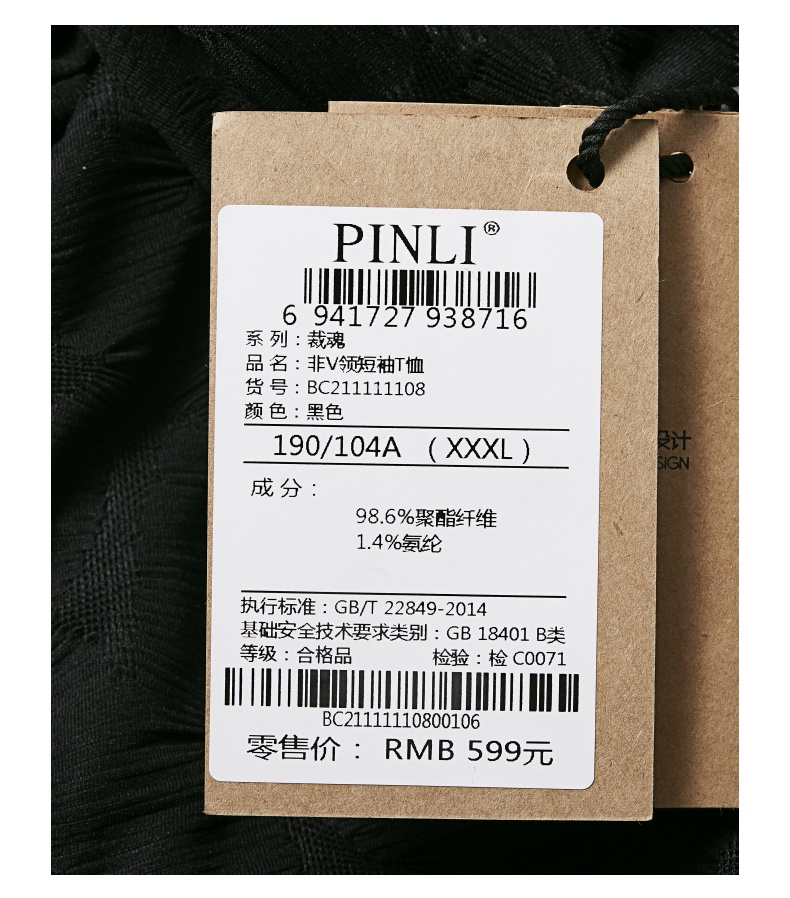 PINLI®
6 941727 938716
系 列：裁魂
品 名：非V领短袖T恤
货 号：BC211111108
颜 色：黑色
190/104A （XXXL）
成 分：
98.6%聚酯纤维
1.4%氨纶
执行标准：GB/T 22849-2014
基础安全技术要求类别：GB 18401 B类
等级：合格品 检验：检 C0071
BC21111110800106
零售价： RMB 599元
设计
SIGN